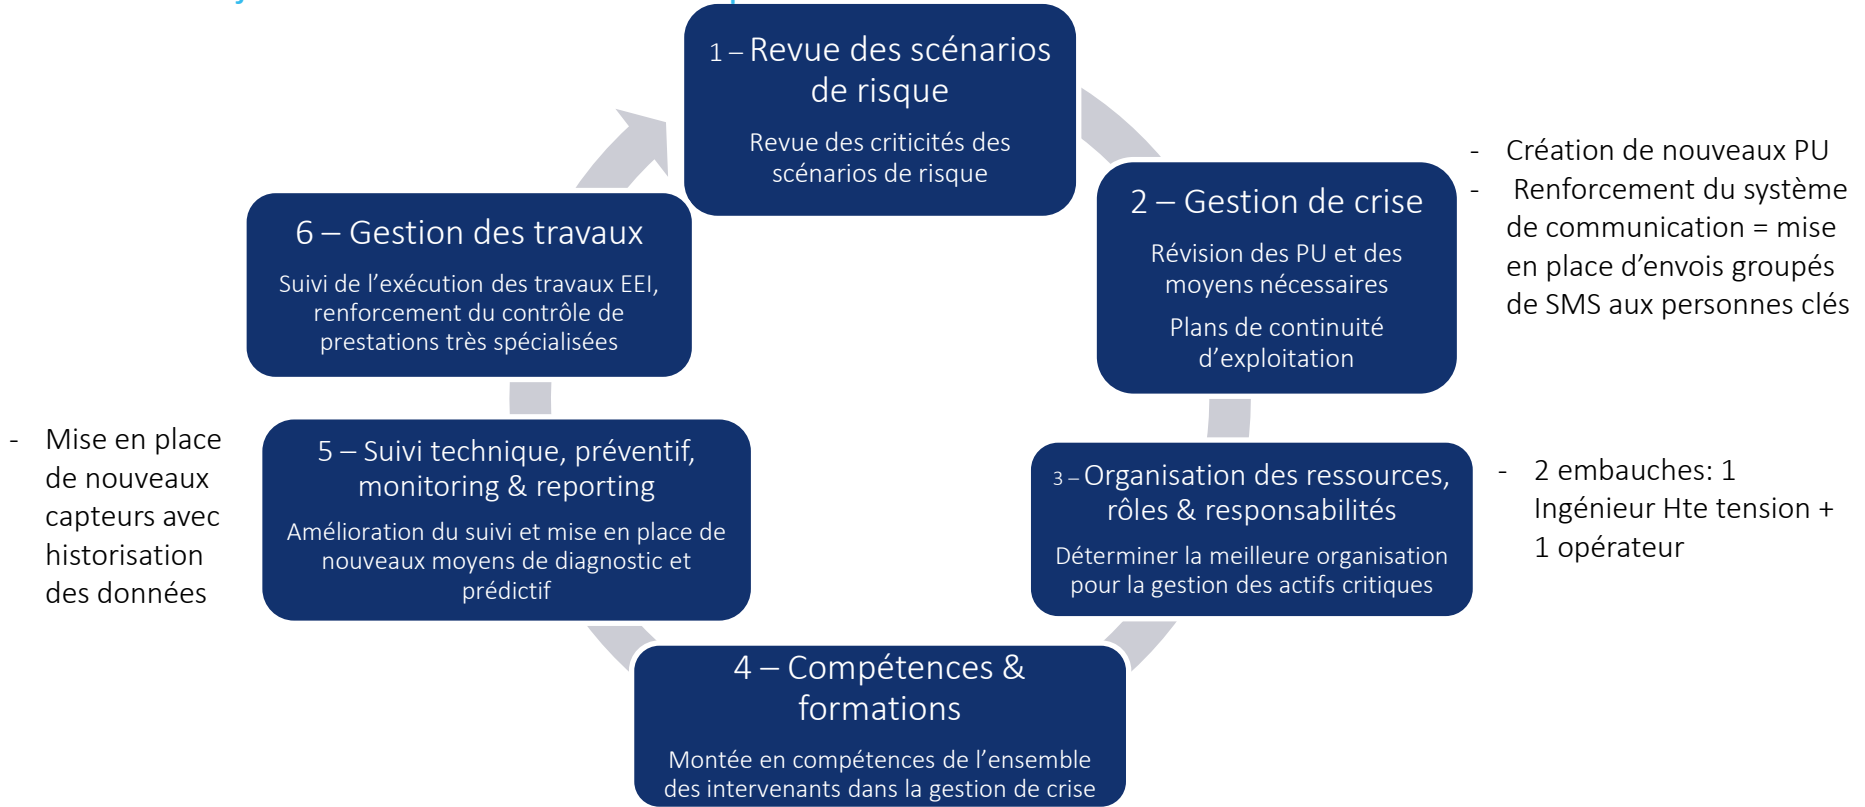 1 – Revue des scénarios
de risque
Revue des criticités des
scénarios de risque
2 – Gestion de crise
Révision des PU et des
moyens nécessaires
Plans de continuité
d’exploitation
- Création de nouveaux PU
- Renforcement du système
de communication = mise
en place d’envois groupés
de SMS aux personnes clés
3 – Organisation des ressources,
rôles & responsabilités
Déterminer la meilleure organisation
pour la gestion des actifs critiques
- 2 embauches: 1
Ingénieur Hte tension +
1 opérateur
4 – Compétences &
formations
Montée en compétences de l’ensemble
des intervenants dans la gestion de crise
5 – Suivi technique, préventif,
monitoring & reporting
Amélioration du suivi et mise en place de
nouveaux moyens de diagnostic et
prédictif
- Mise en place
de nouveaux
capteurs avec
historisation
des données
6 – Gestion des travaux
Suivi de l’exécution des travaux EEI,
renforcement du contrôle de
prestations très spécialisées